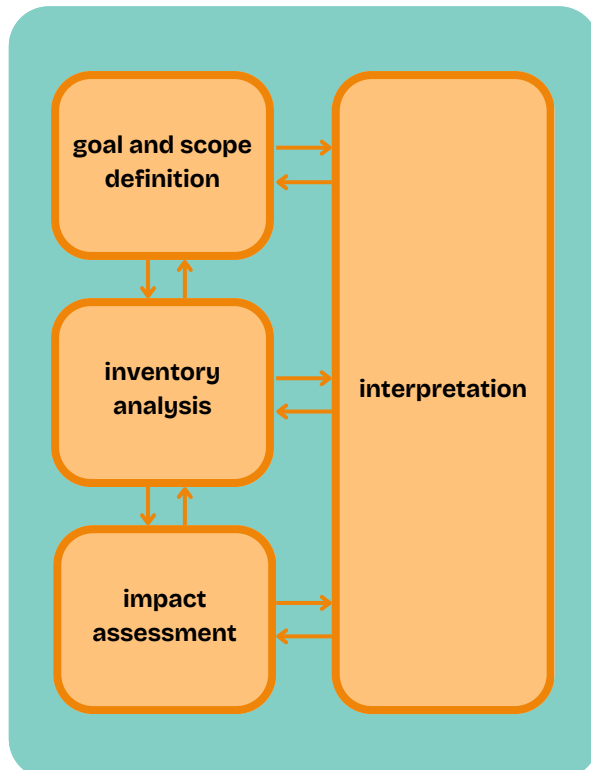 goal and scope
definition
inventory
analysis
interpretation
impact
assessment